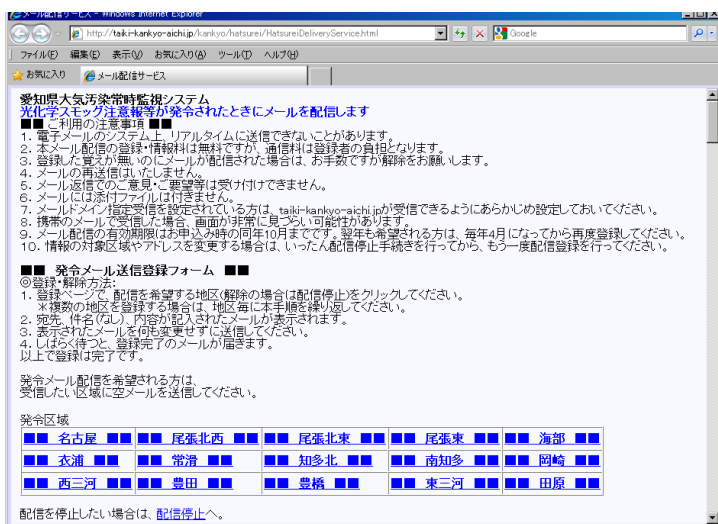 メール配信サービス - Windows Internet Explorer
http://taiki-kankyo-aichi.jp/kankyo/hatsurei/HatsureiDeliveryService.html
Google
ファイル(F) 編集(E) 表示(V) お気に入り(A) ツール(T) ヘルプ(H)
お気に入り メール配信サービス
愛知県大気汚染常時監視システム
光化学スモッグ注意報等が発令されたときにメールを配信します
■■ ご利用の注意事項 ■■
1. 電子メールのシステム上、リアルタイムに送信できないことがあります。
2. 本メール配信の登録・情報料は無料ですが、通信料は登録者の負担となります。
3. 登録した覚えが無いのにメールが配信された場合は、お手数ですが解除をお願いします。
4. メールの再送信はいたしません。
5. メール返信でのご意見・ご要望等は受け付けできません。
6. メールには添付ファイルは付きません。
7. メールドメイン指定受信を設定されている方は、taiki-kankyo-aichi.jpが受信できるようにあらかじめ設定しておいてください。
8. 携帯のメールで受信した場合、画面が非常に見づらい可能性があります。
9. メール配信の有効期限はお申込み時の同年10月までです。翌年も希望される方は、毎年4月になってから再度登録してください。
10. 情報の対象区域やアドレスを変更する場合は、いったん配信停止手続きを行ってから、もう一度配信登録を行ってください。
■■ 発令メール送信登録フォーム ■■
◎登録・解除方法:
1. 登録ページで、配信を希望する地区(解除の場合は配信停止)をクリックしてください。
＊複数の地区を登録する場合は、地区毎に本手順を繰り返してください。
2. 宛先、件名(なし)、内容が記入されたメールが表示されます。
3. 表示されたメールを何も変更せずに送信してください。
4. しばらく待つと、登録完了のメールが届きます。
以上で登録は完了です。
発令メール配信を希望される方は、
受信したい区域に空メールを送信してください。
発令区域
■■ 名古屋 ■■ ■■ 尾張北西 ■■ ■■ 尾張北東 ■■ ■■ 尾張東 ■■ ■■ 海部 ■■
■■ 衣浦 ■■ ■■ 常滑 ■■ ■■ 知多北 ■■ ■■ 南知多 ■■ ■■ 岡崎 ■■
■■ 西三河 ■■ ■■ 豊田 ■■ ■■ 豊橋 ■■ ■■ 東三河 ■■ ■■ 田原 ■■
配信を停止したい場合は、配信停止へ。